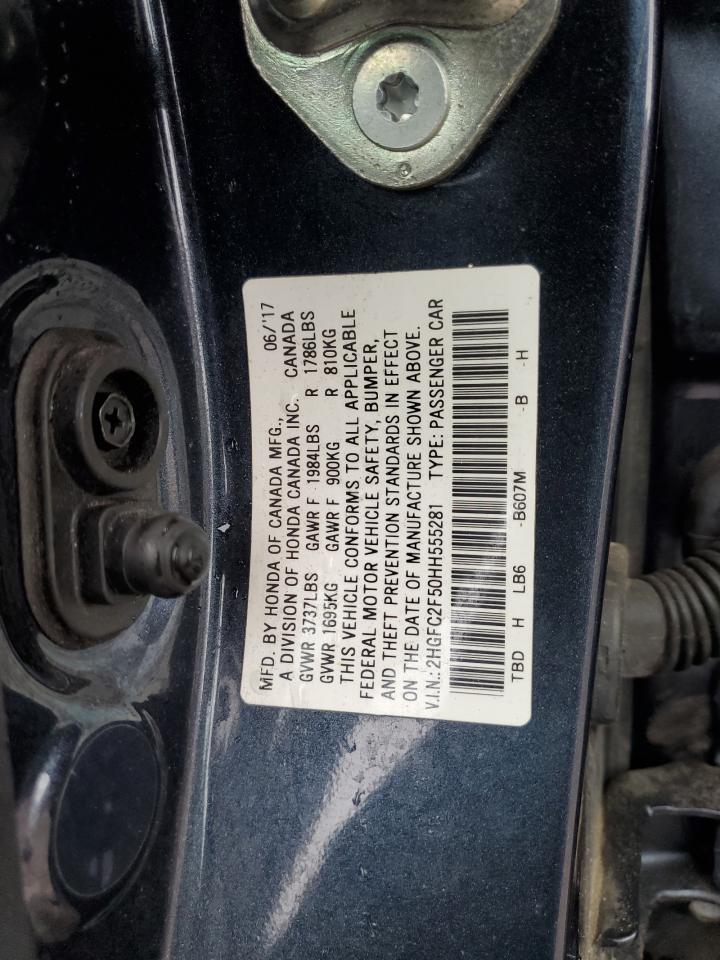 MFD. BY HONDA OF CANADA MFG., 06/'17
A DIVISION OF HONDA CANADA INC. CANADA
GVWR 3737LBS GAWR F 1984LBS R 1786LBS
GVWR 1695KG GAWR F 900KG R 810KG
THIS VEHICLE CONFORMS TO ALL APPLICABLE
FEDERAL MOTOR VEHICLE SAFETY, BUMPER,
AND THEFT PREVENTION STANDARDS IN EFFECT
ON THE DATE OF MANUFACTURE SHOWN ABOVE.
V.I.N.: 2HGFC2F50HH555281 TYPE: PASSENGER CAR
TBD H LB6 -B607M -B -H